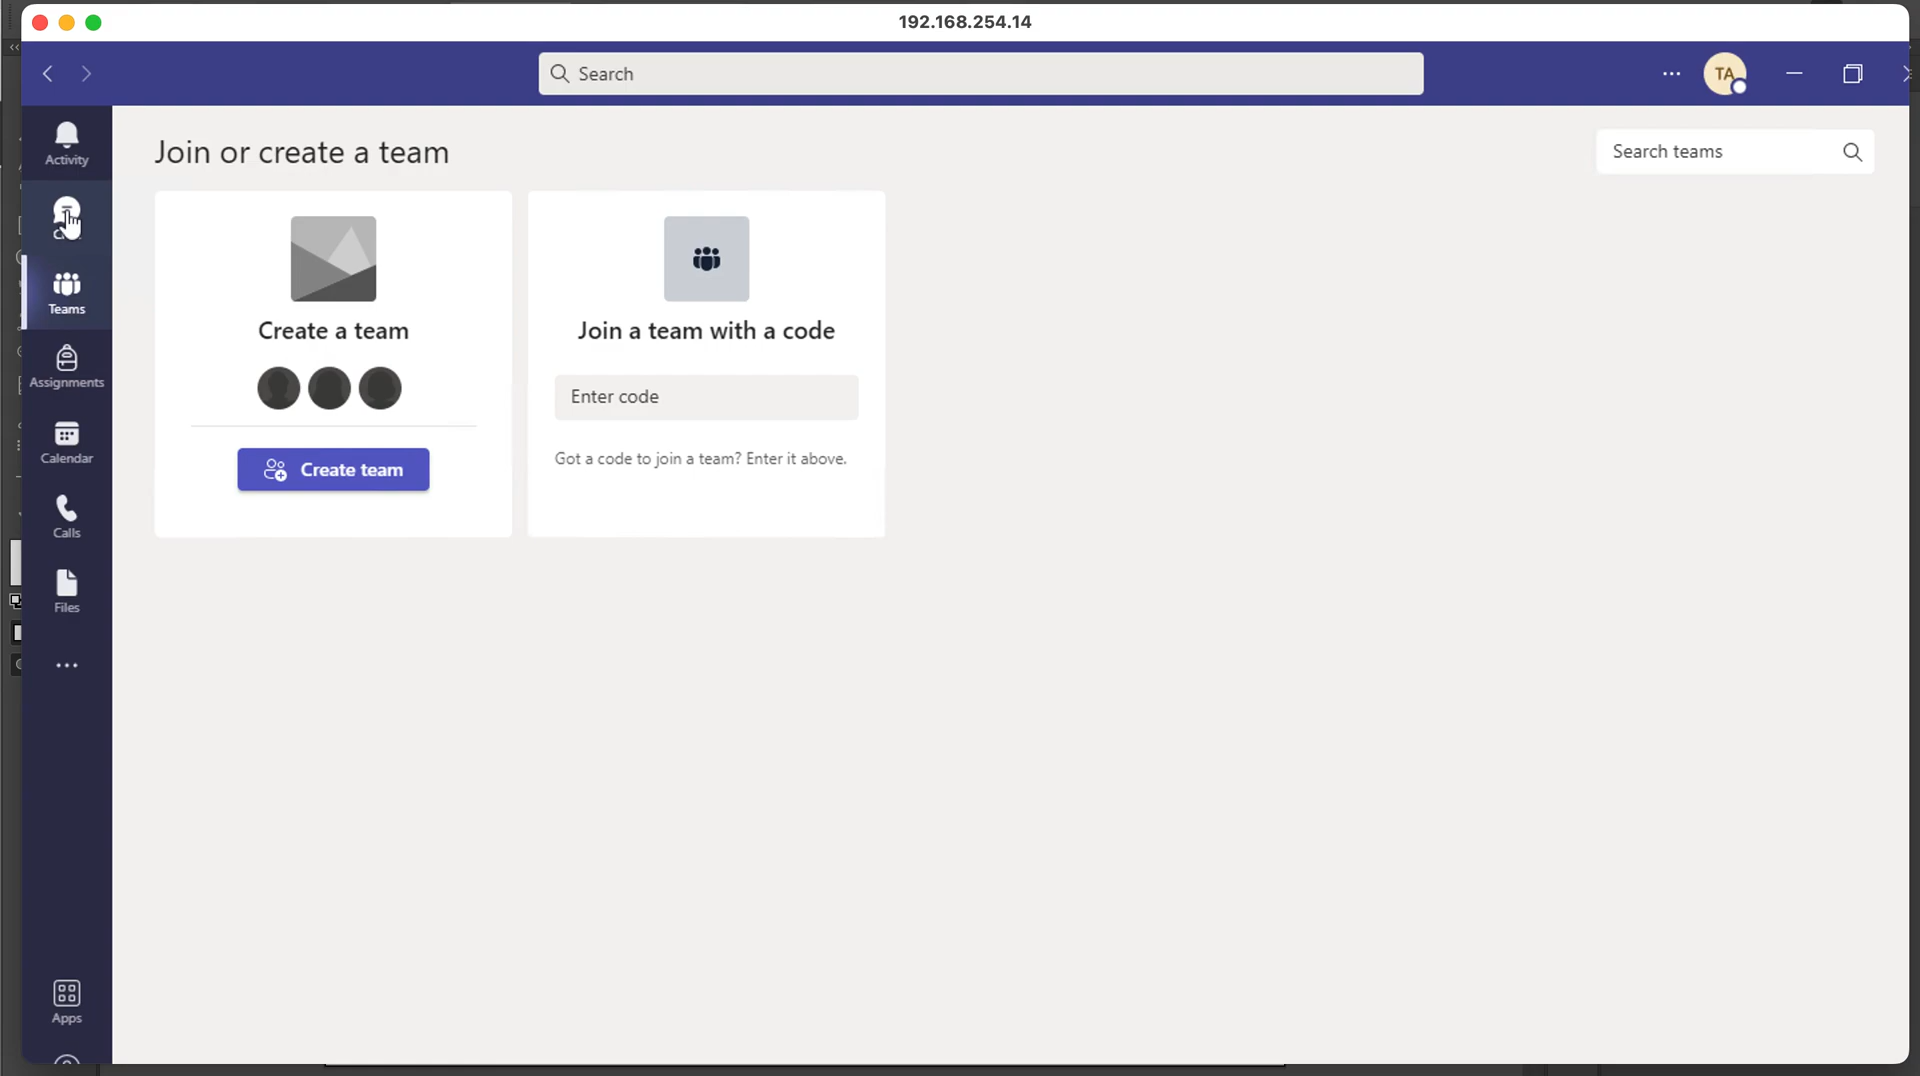 192.168.254.14
Search
TA
Activity
Join or create a team
Search teams
Teams
Create a team
Join a team with a code
Assignments
Enter code
Calendar
Got a code to join a team? Enter it above.
Create team
Calls
Files
Apps